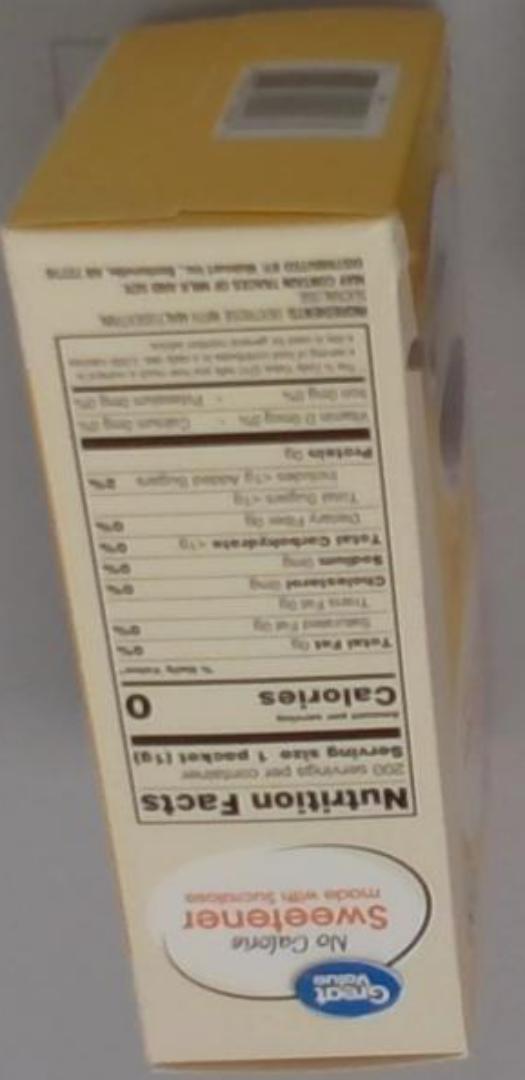 Great
Value
No Calorie
Sweetener
made with Sucralose
Nutrition Facts
200 servings per container
Serving size 1 packet (1g)
Amount per serving
Calories 0
% Daily Value*
Total Fat 0g 0%
Saturated Fat 0g 0%
Trans Fat 0g
Cholesterol 0mg 0%
Sodium 0mg 0%
Total Carbohydrate <1g 0%
Dietary Fiber 0g 0%
Total Sugars <1g
Includes <1g Added Sugars 2%
Protein 0g
Vitamin D 0mcg 0% • Calcium 0mg 0%
Iron 0mg 0% • Potassium 0mg 0%
*The % Daily Value (DV) tells you how much a nutrient in
a serving of food contributes to a daily diet. 2,000 calories
a day is used for general nutrition advice.
INGREDIENTS: DEXTROSE WITH MALTODEXTRIN,
SUCRALOSE
MAY CONTAIN TRACES OF MILK AND SOY.
DISTRIBUTED BY: Walmart Inc., Bentonville, AR 72716